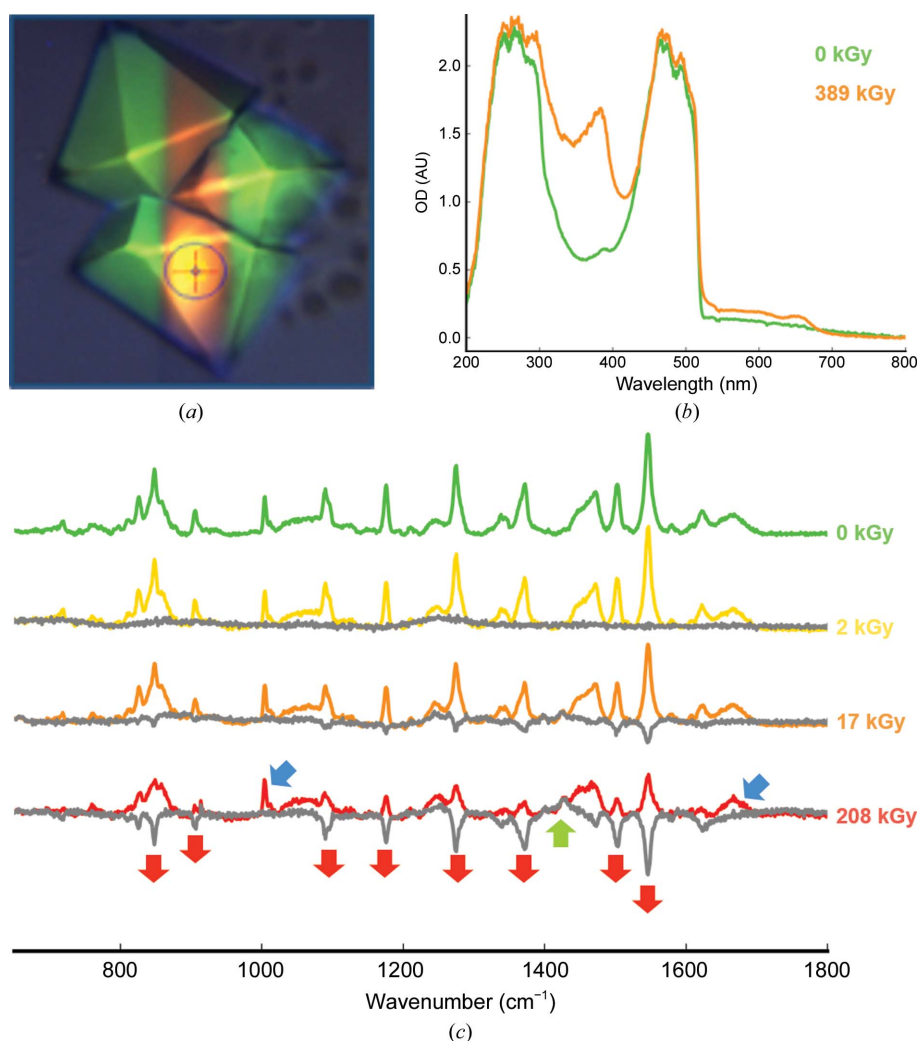 (a)
(b)
OD (AU)
2.0
1.5
1.0
0.5
0.0
0 kGy
389 kGy
200 300 400 500 600 700 800
Wavelength (nm)
0 kGy
2 kGy
17 kGy
208 kGy
800 1000 1200 1400 1600 1800
Wavenumber (cm⁻¹)
(c)